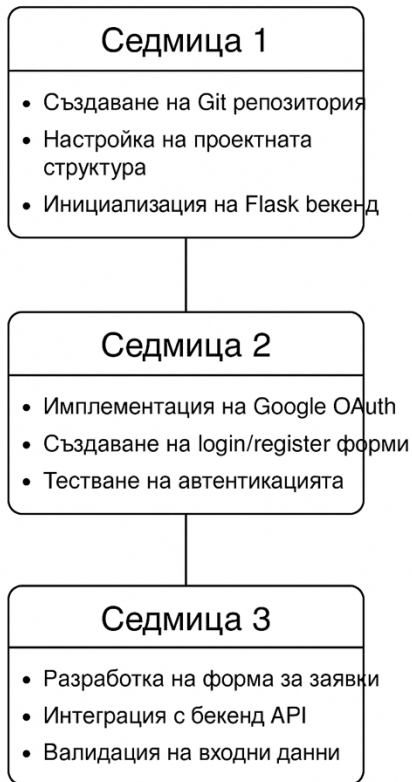 Седмица 1
• Създаване на Git репозитория
• Настройка на проектната
структура
• Инициализация на Flask bекенд
Седмица 2
• Имплементация на Google OAuth
• Създаване на login/register форми
• Тестване на автентикацията
Седмица 3
• Разработка на форма за заявки
• Интеграция с бекенд API
• Валидация на входни данни